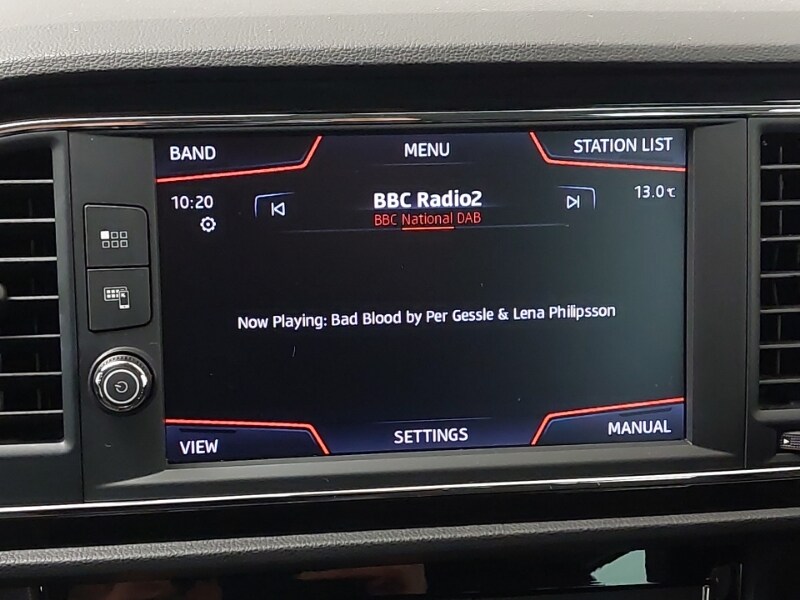 BAND
MENU
STATION LIST
10:20
BBC Radio2
13.0℃
BBC National DAB
Now Playing: Bad Blood by Per Gessle & Lena Philipsson
VIEW
SETTINGS
MANUAL